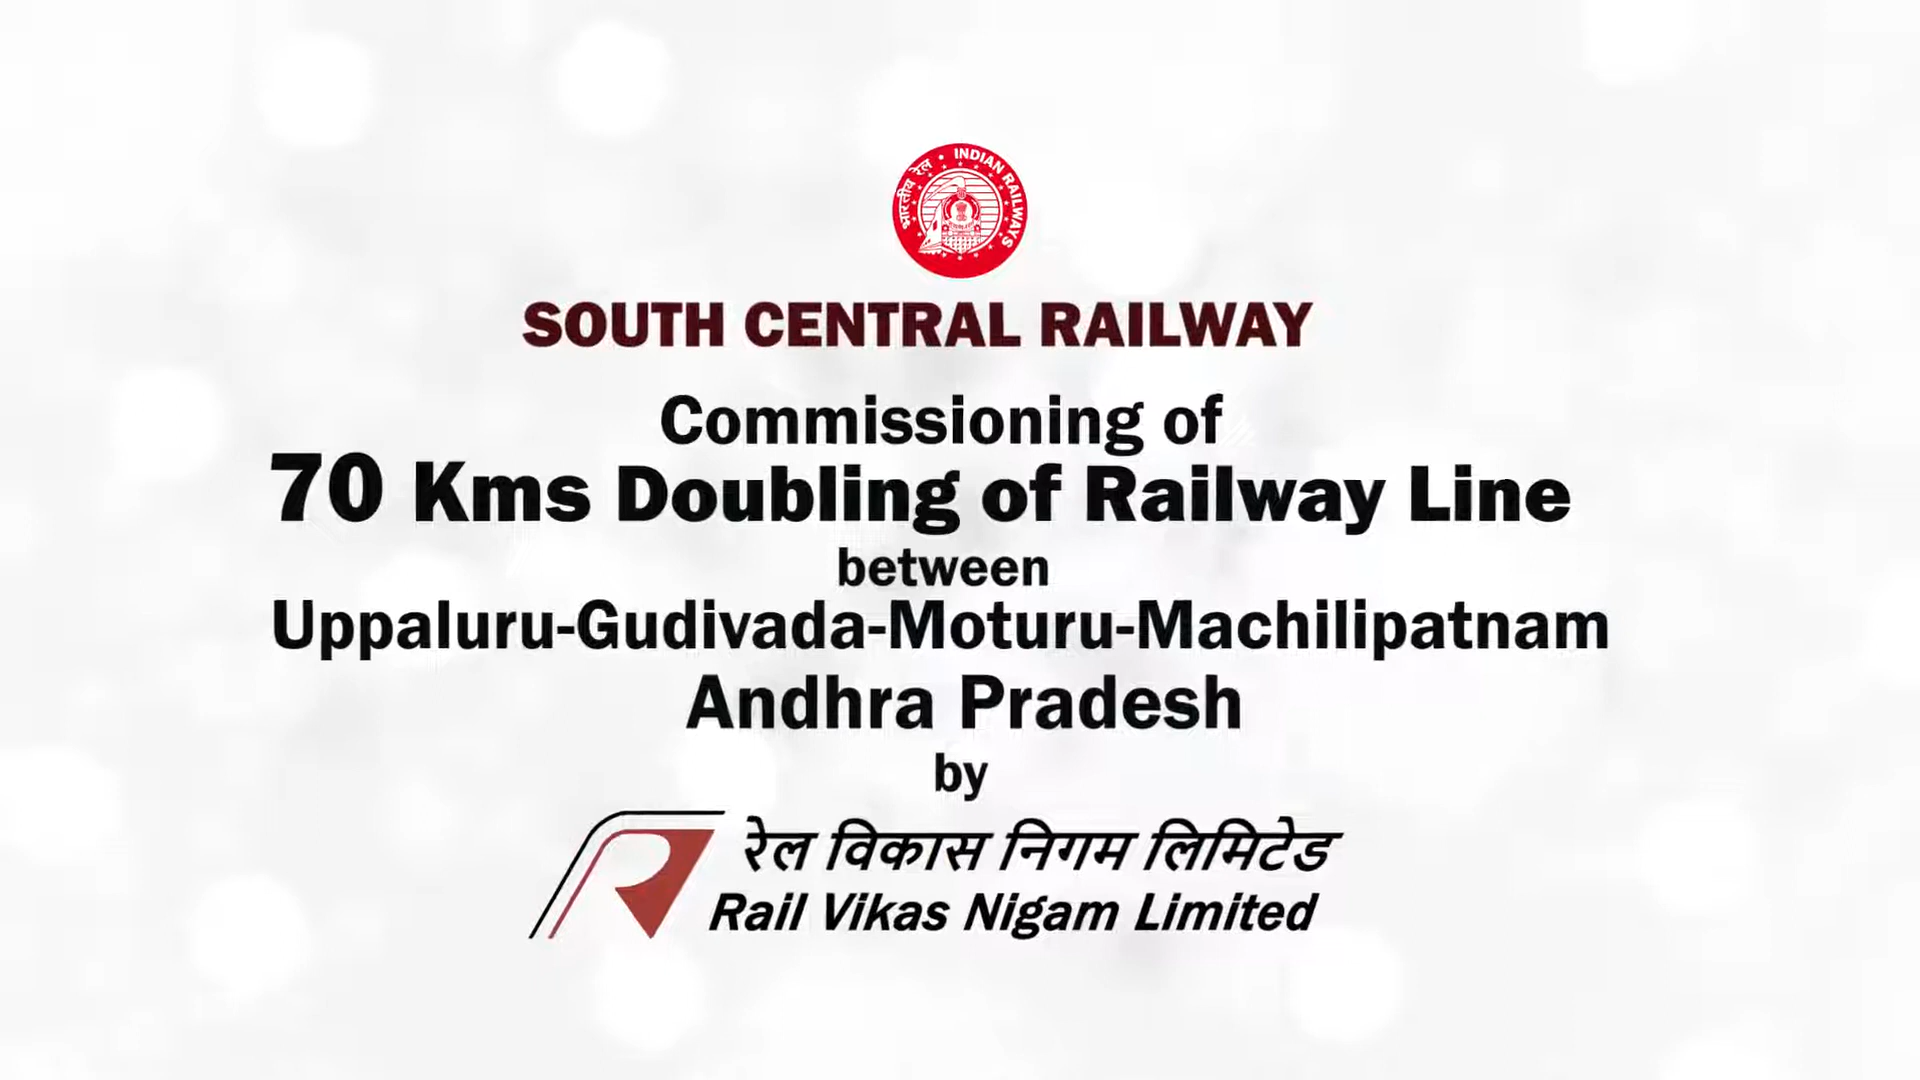 भारतीय रेल • INDIAN RAILWAYS
SOUTH CENTRAL RAILWAY
Commissioning of
70 Kms Doubling of Railway Line
between
Uppaluru-Gudivada-Moturu-Machilipatnam
Andhra Pradesh
by
रेल विकास निगम लिमिटेड
Rail Vikas Nigam Limited